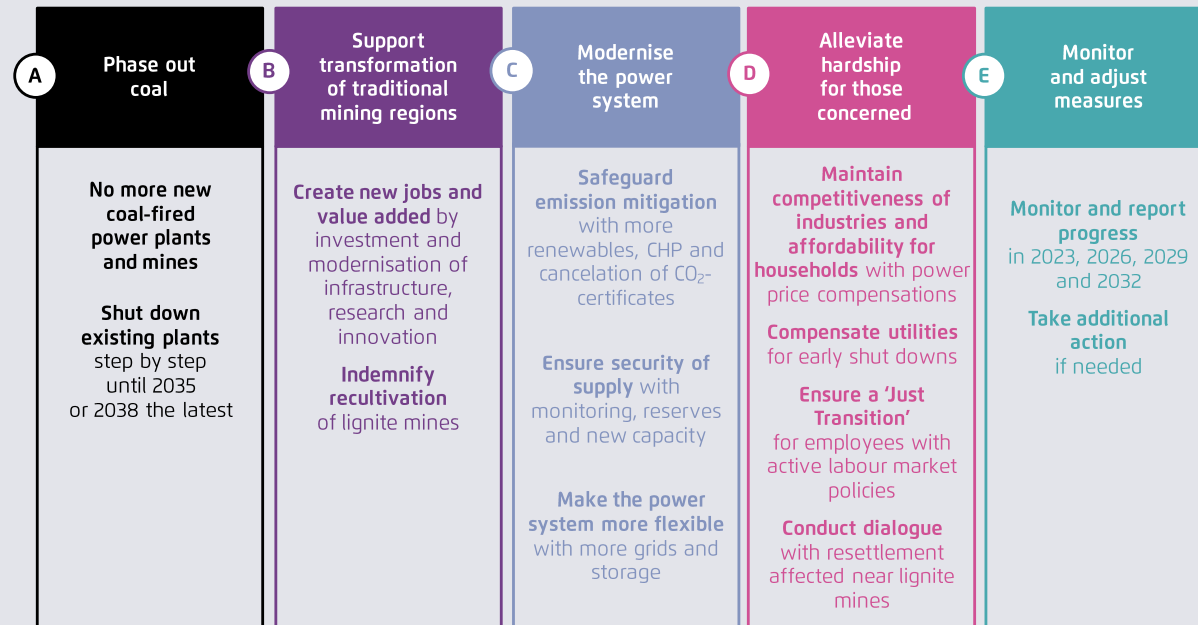 A
Phase out
coal
No more new
coal-fired
power plants
and mines
Shut down
existing plants
step by step
until 2035
or 2038 the latest
B
Support
transformation
of traditional
mining regions
Create new jobs and
value added by
investment and
modernisation of
infrastructure,
research and
innovation
Indemnify
recultivation
of lignite mines
C
Modernise
the power
system
Safeguard
emission mitigation
with more
renewables, CHP and
cancelation of CO₂-
certificates
Ensure security of
supply with
monitoring, reserves
and new capacity
Make the power
system more flexible
with more grids and
storage
D
Alleviate
hardship
for those
concerned
Maintain
competitiveness of
industries and
affordability for
households with power
price compensations
Compensate utilities
for early shut downs
Ensure a ‘Just
Transition’
for employees with
active labour market
policies
Conduct dialogue
with resettlement
affected near lignite
mines
E
Monitor
and adjust
measures
Monitor and report
progress
in 2023, 2026, 2029
and 2032
Take additional
action
if needed